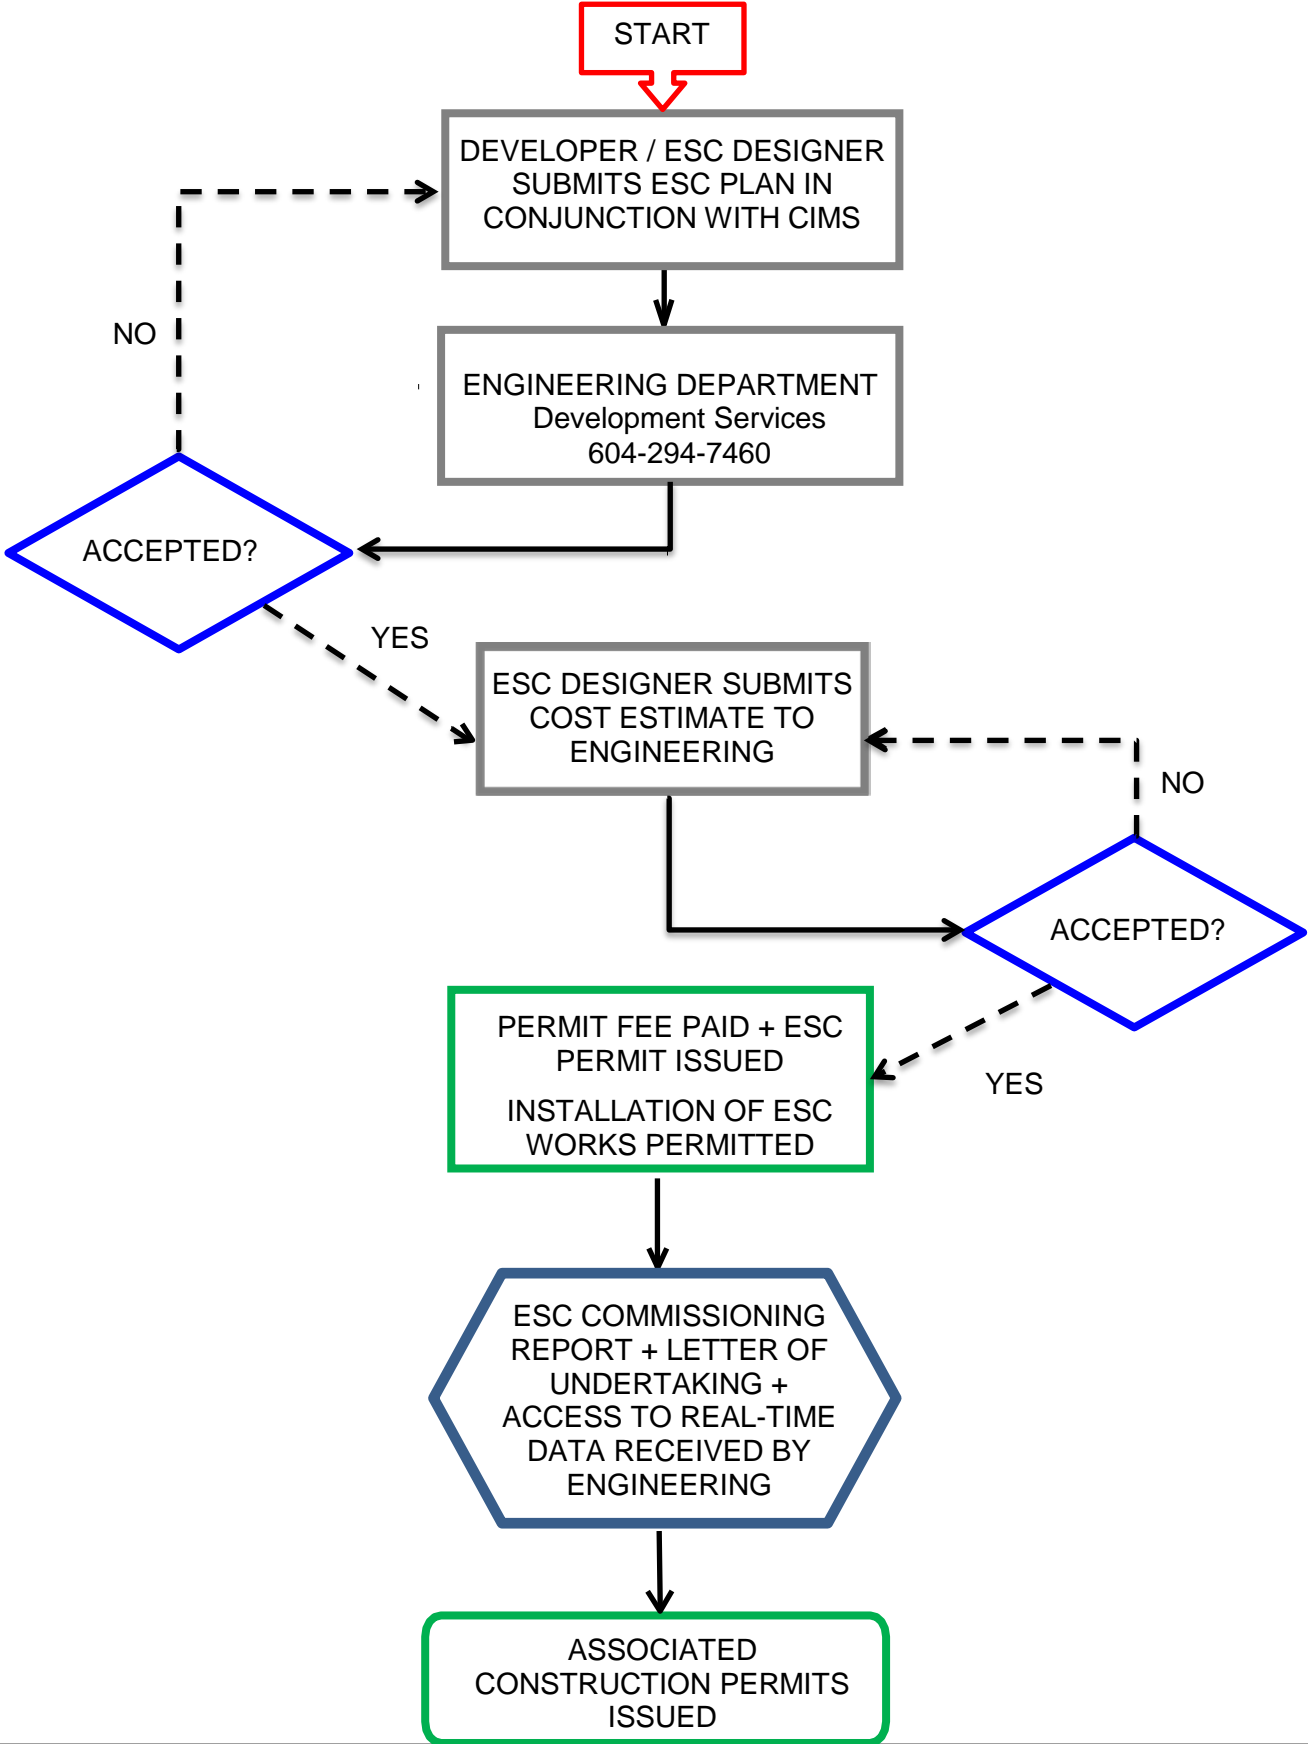 START
DEVELOPER / ESC DESIGNER
SUBMITS ESC PLAN IN
CONJUNCTION WITH CIMS
NO
ENGINEERING DEPARTMENT
Development Services
604-294-7460
ACCEPTED?
YES
ESC DESIGNER SUBMITS
COST ESTIMATE TO
ENGINEERING
NO
ACCEPTED?
YES
PERMIT FEE PAID + ESC
PERMIT ISSUED
INSTALLATION OF ESC
WORKS PERMITTED
ESC COMMISSIONING
REPORT + LETTER OF
UNDERTAKING +
ACCESS TO REAL-TIME
DATA RECEIVED BY
ENGINEERING
ASSOCIATED
CONSTRUCTION PERMITS
ISSUED